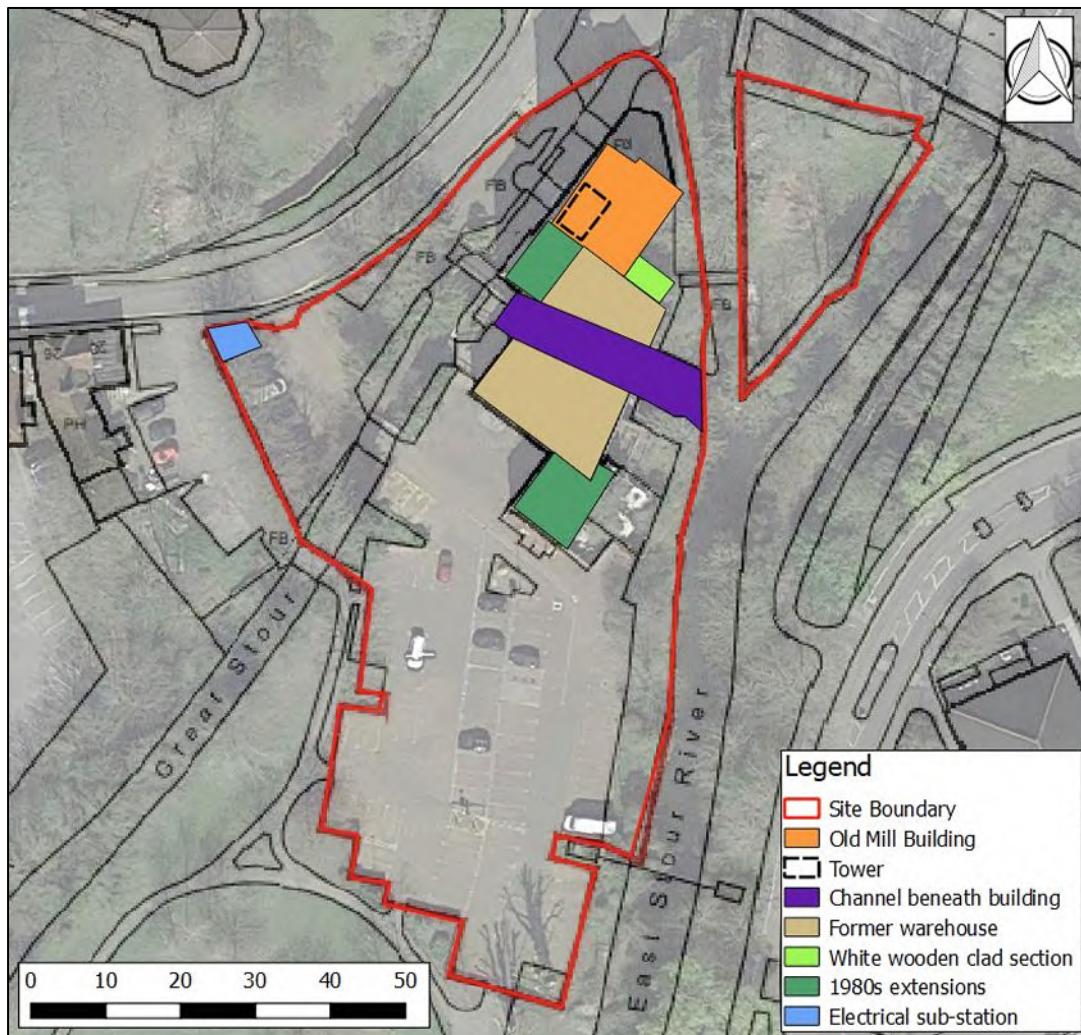 FB
FB
FB
FB
26
20
PH
FB
Great Stour
East Stour River
Legend
Site Boundary
Old Mill Building
Tower
Channel beneath building
Former warehouse
White wooden clad section
1980s extensions
Electrical sub-station
0 10 20 30 40 50